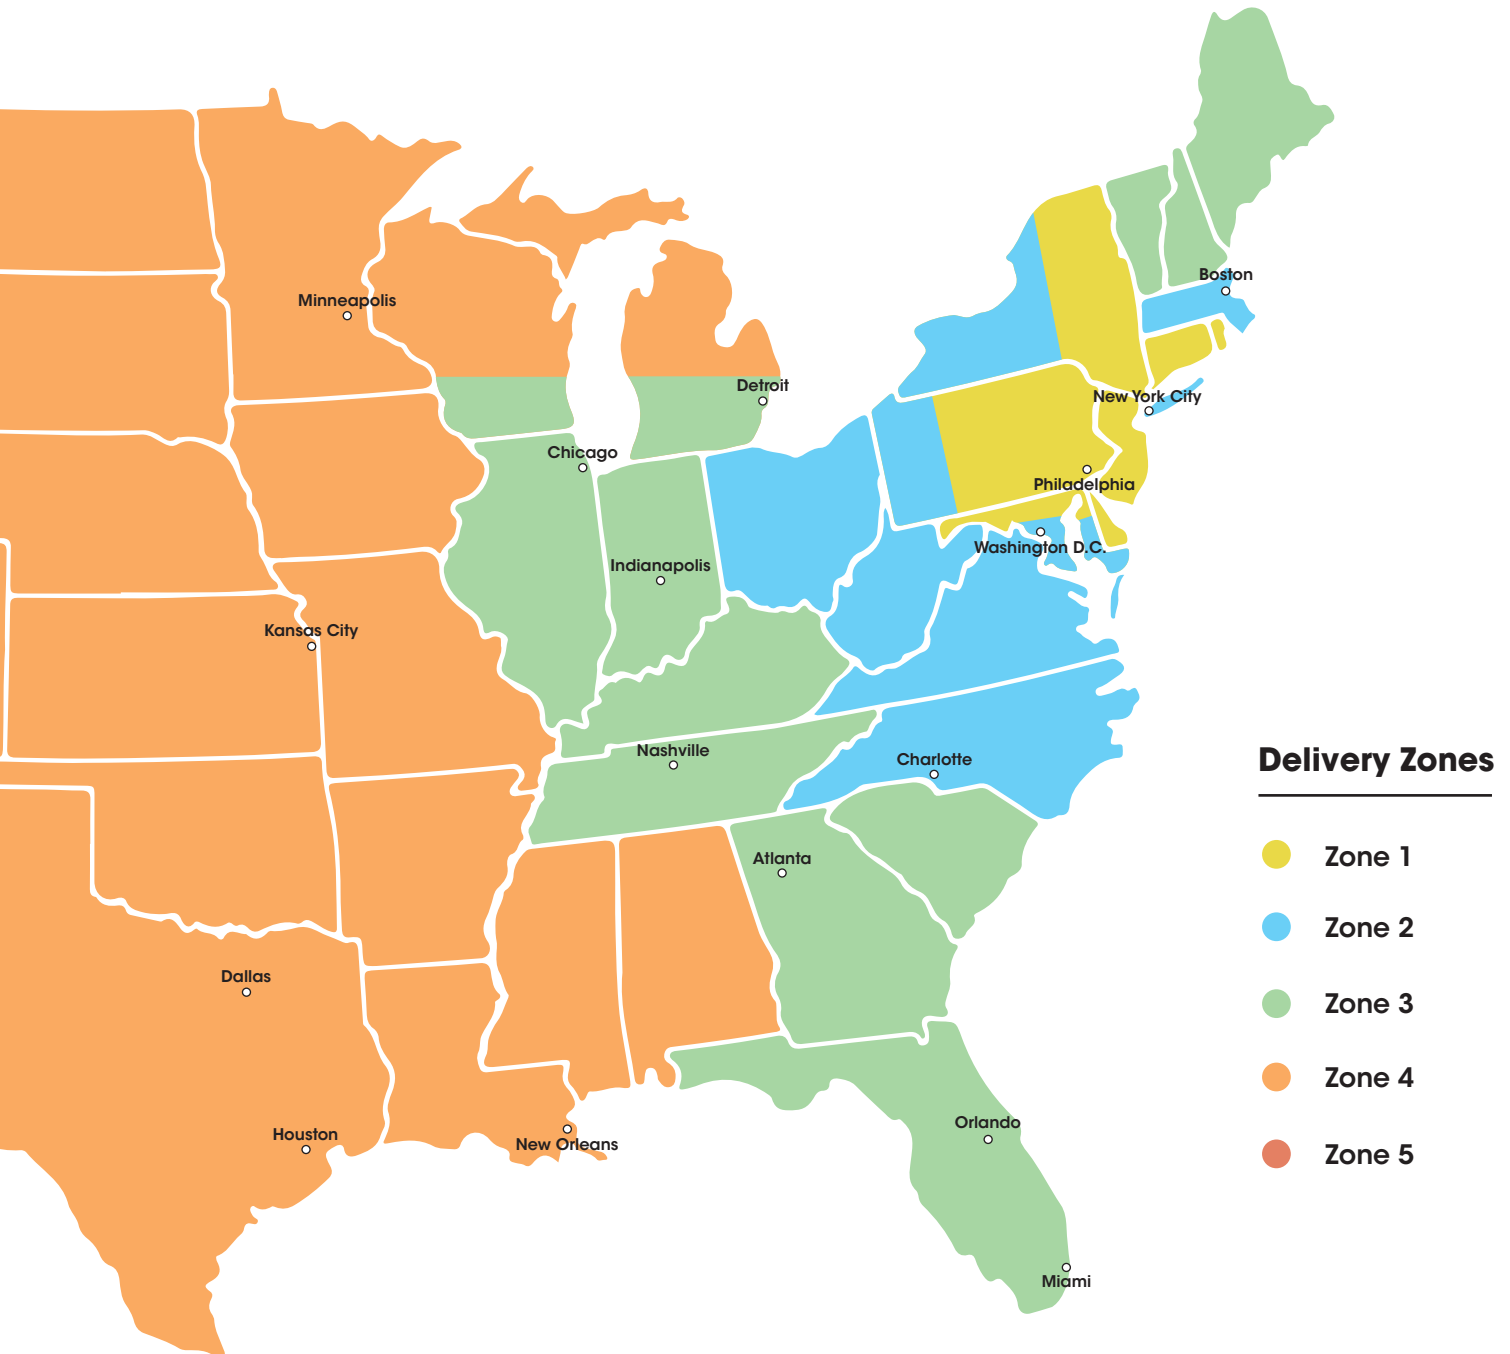 Boston
Minneapolis
Detroit
New York City
Chicago
Philadelphia
Washington D.C.
Indianapolis
Kansas City
Nashville
Charlotte
Delivery Zones
Atlanta
Zone 1
Zone 2
Dallas
Zone 3
Zone 4
Orlando
Houston
New Orleans
Zone 5
Miami